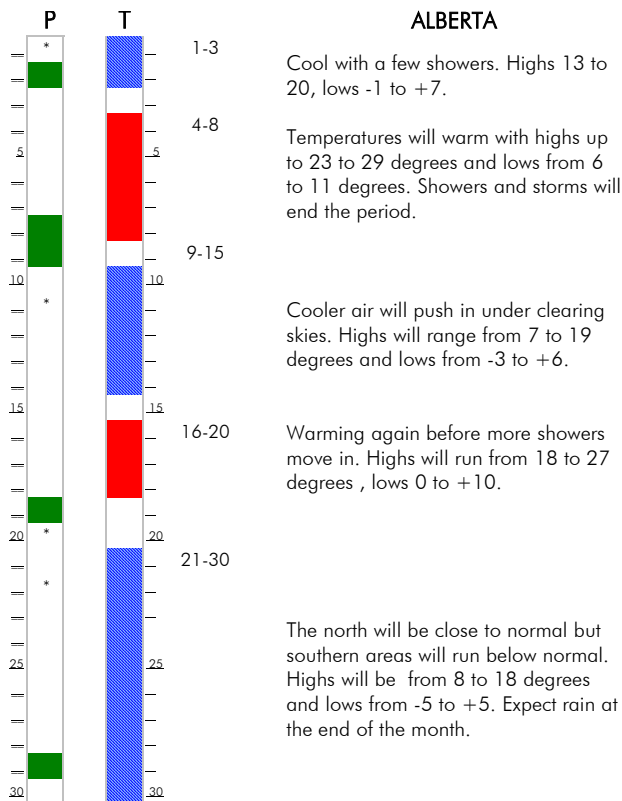 P T ALBERTA
*
1-3
Cool with a few showers. Highs 13 to
20, lows -1 to +7.
4-8
Temperatures will warm with highs up
to 23 to 29 degrees and lows from 6
to 11 degrees. Showers and storms will
end the period.
5 5
9-15
10 10
*
Cooler air will push in under clearing
skies. Highs will range from 7 to 19
degrees and lows from -3 to +6.
15 15
16-20
Warming again before more showers
move in. Highs will run from 18 to 27
degrees , lows 0 to +10.
*
20 20
21-30
*
The north will be close to normal but
southern areas will run below normal.
Highs will be  from 8 to 18 degrees
and lows from -5 to +5. Expect rain at
the end of the month.
25 25
30 30